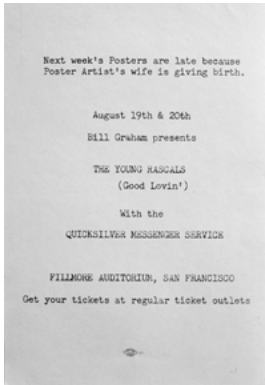 Next week's Posters are late because
Poster Artist's wife is giving birth.
August 19th & 20th
Bill Graham presents
THE YOUNG RASCALS
(Good Lovin')
With the
QUICKSILVER MESSENGER SERVICE
FILLMORE AUDITORIUM, SAN FRANCISCO
Get your tickets at regular ticket outlets